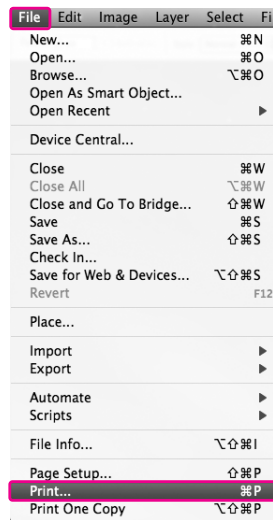 File Edit Image Layer Select Fi
New... ⌘N
Open... ⌘O
Browse... ⌥⌘O
Open As Smart Object...
Open Recent ▶
Device Central...
Close ⌘W
Close All ⌥⌘W
Close and Go To Bridge... ⇧⌘W
Save ⌘S
Save As... ⇧⌘S
Check In...
Save for Web & Devices... ⌥⇧⌘S
Revert F12
Place...
Import ▶
Export ▶
Automate ▶
Scripts ▶
File Info... ⌥⇧⌘I
Page Setup... ⇧⌘P
Print... ⌘P
Print One Copy ⌥⇧⌘P